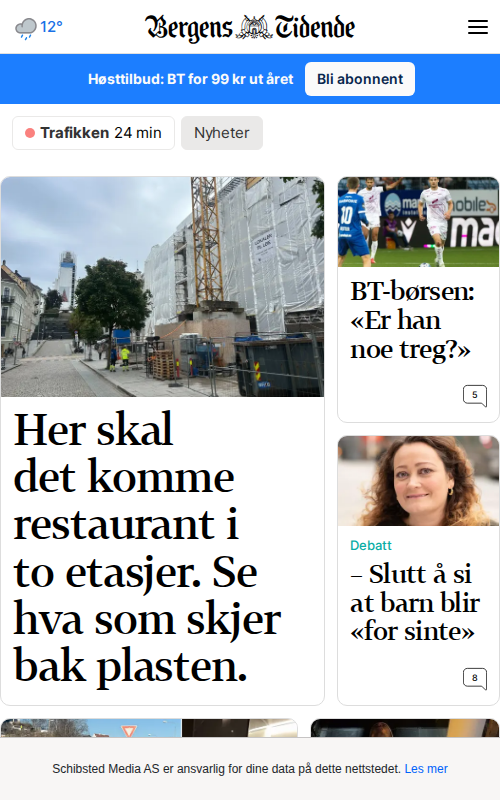 12°
Bergens Tidende
Høsttilbud: BT for 99 kr ut året
Bli abonnent
Trafikken 24 min
Nyheter
Her skal
det komme
restaurant i
to etasjer. Se
hva som skjer
bak plasten.
10
BT-børsen:
«Er han
noe treg?»
5
Debatt
– Slutt å si
at barn blir
«for sinte»
8
Schibsted Media AS er ansvarlig for dine data på dette nettstedet. Les mer